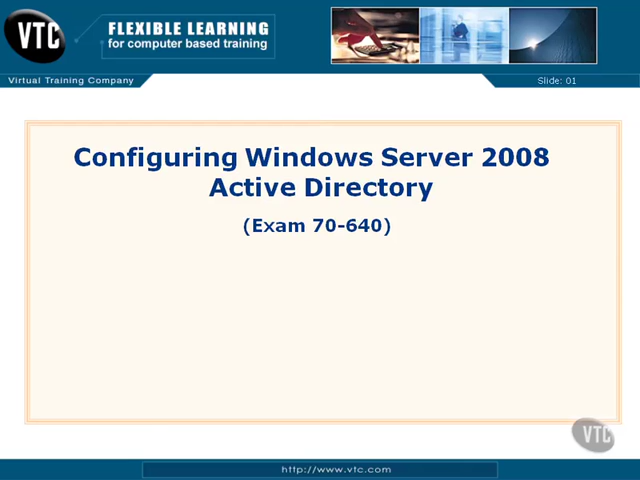 VTC
FLEXIBLE LEARNING
for computer based training
Virtual Training Company
Slide: 01
Configuring Windows Server 2008
Active Directory
(Exam 70-640)
VTC
http://www.vtc.com